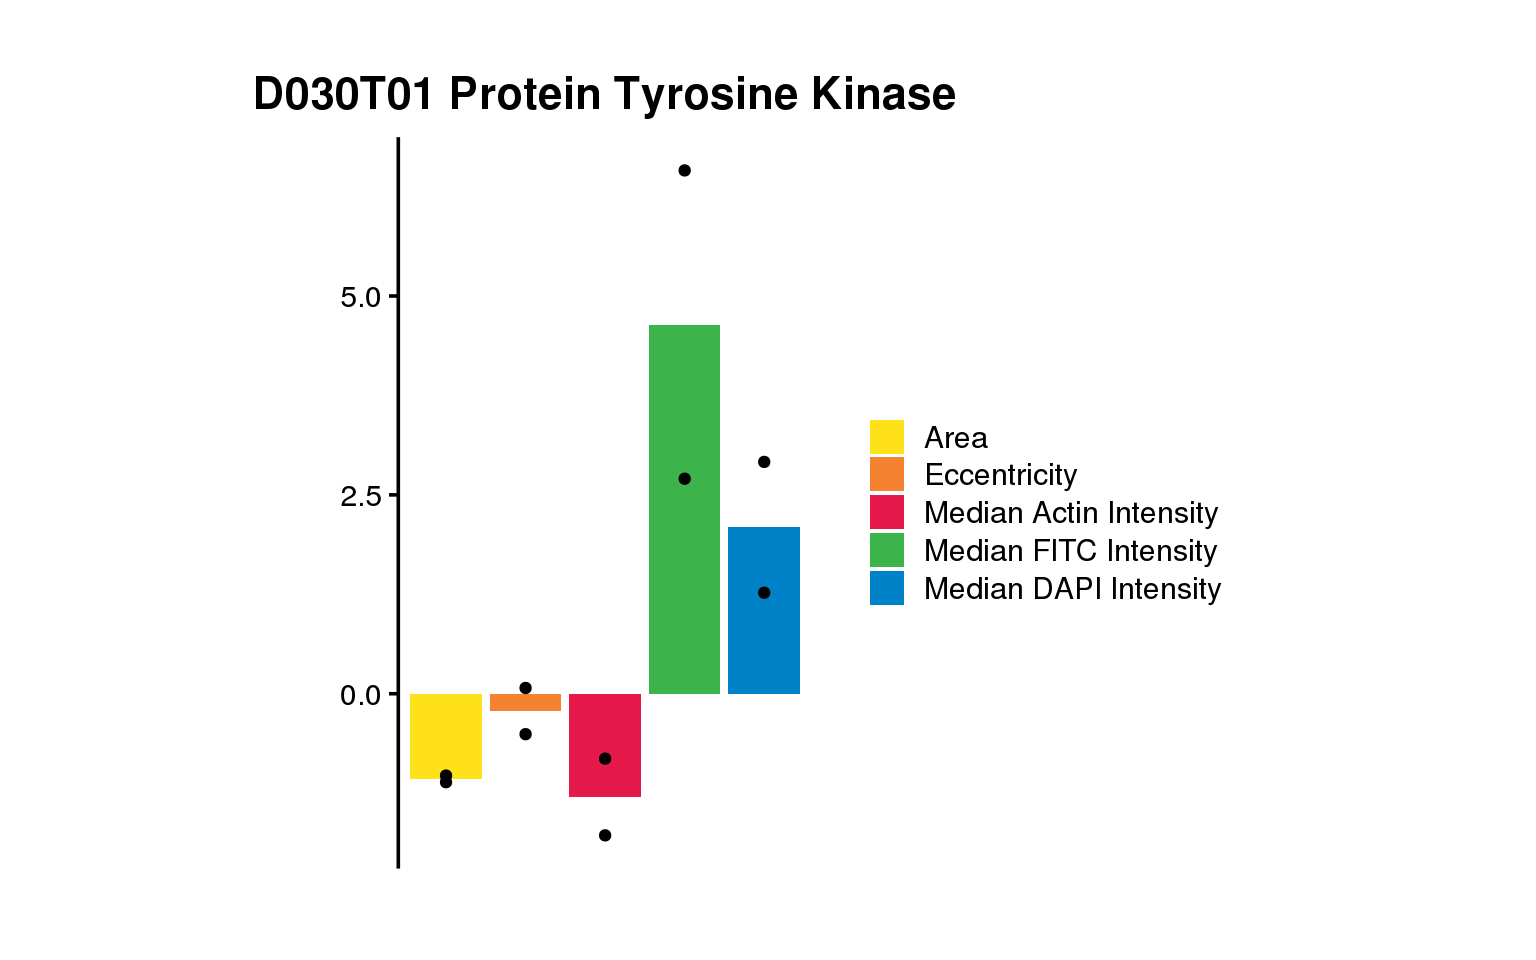 D030T01 Protein Tyrosine Kinase
5.0
2.5
0.0
Area
Eccentricity
Median Actin Intensity
Median FITC Intensity
Median DAPI Intensity